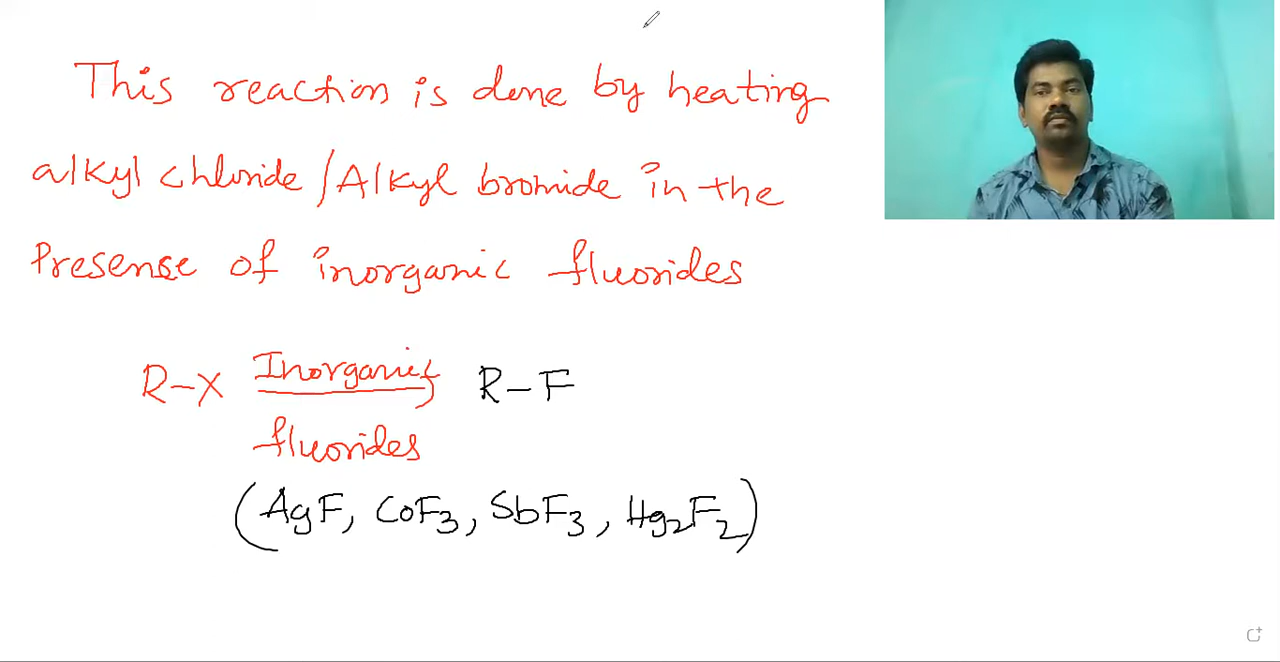 This reaction is done by heating
alkyl chloride/Alkyl bromide in the
Presense of inorganic fluorides
R-X Inorganic R-F
fluorides
(AgF, CoF3, SbF3, Hg2F2)